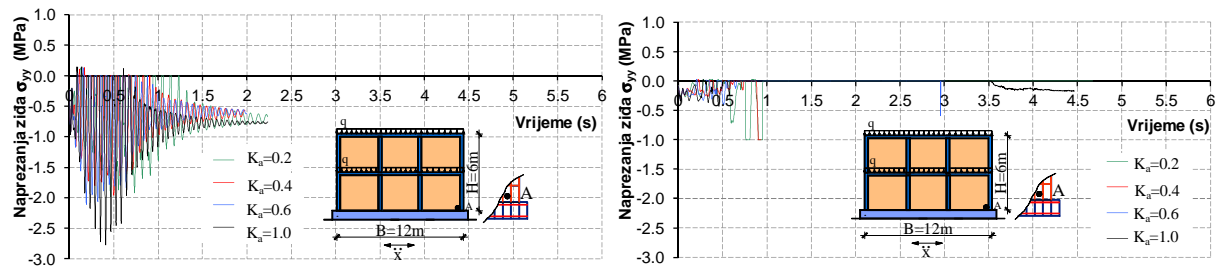 Naprezanja zida σyy (MPa)
1.0
0.5
0.0
-0.5
-1.0
-1.5
-2.0
-2.5
-3.0
0 0.5 1 1.5 2 2.5 3 3.5 4 4.5 5 5.5 6
Vrijeme (s)
Ka=0.2
Ka=0.4
Ka=0.6
Ka=1.0
q
q
H=6m
A
A
B=12m
ẍ
Naprezanja zida σyy (MPa)
1.0
0.5
0.0
-0.5
-1.0
-1.5
-2.0
-2.5
-3.0
0 0.5 1 1.5 2 2.5 3 3.5 4 4.5 5 5.5 6
Vrijeme (s)
Ka=0.2
Ka=0.4
Ka=0.6
Ka=1.0
q
q
H=6m
A
A
B=12m
ẍ